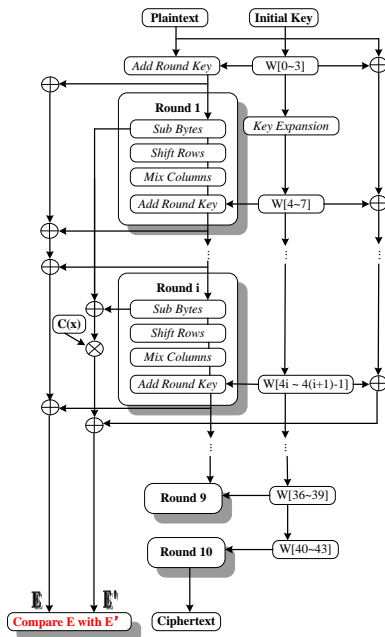 Plaintext
Initial Key
Add Round Key
W[0~3]
Round 1
Sub Bytes
Key Expansion
Shift Rows
Mix Columns
Add Round Key
W[4~7]
...
...
...
Round i
Sub Bytes
C(x)
Shift Rows
Mix Columns
Add Round Key
W[4i ~ 4(i+1)-1]
...
...
Round 9
W[36~39]
Round 10
W[40~43]
E
E'
Compare E with E'
Ciphertext